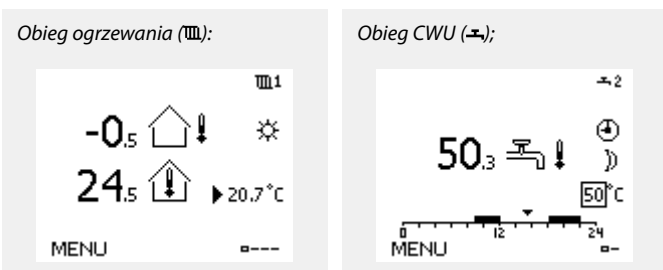 Obieg ogrzewania ():
1
-0.5
24.5
20.7°C
MENU
Obieg CWU ();
2
50.3
50°C
0 12 24
MENU